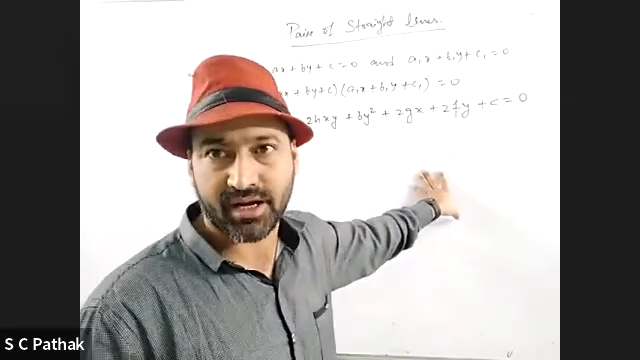 Pair of Straight lines.
ax + by + c = 0 and a₁x + b₁y + c₁ = 0
x + by + c) (a₁x + b₁y + c₁) = 0
2hxy + by² + 2gx + 2fy + c = 0
S C Pathak